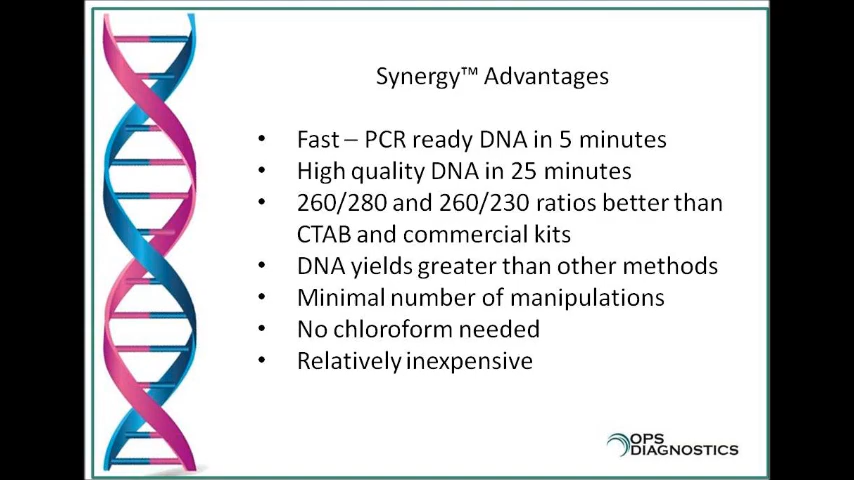 Synergy™ Advantages
• Fast – PCR ready DNA in 5 minutes
• High quality DNA in 25 minutes
• 260/280 and 260/230 ratios better than
CTAB and commercial kits
• DNA yields greater than other methods
• Minimal number of manipulations
• No chloroform needed
• Relatively inexpensive
OPS
DIAGNOSTICS